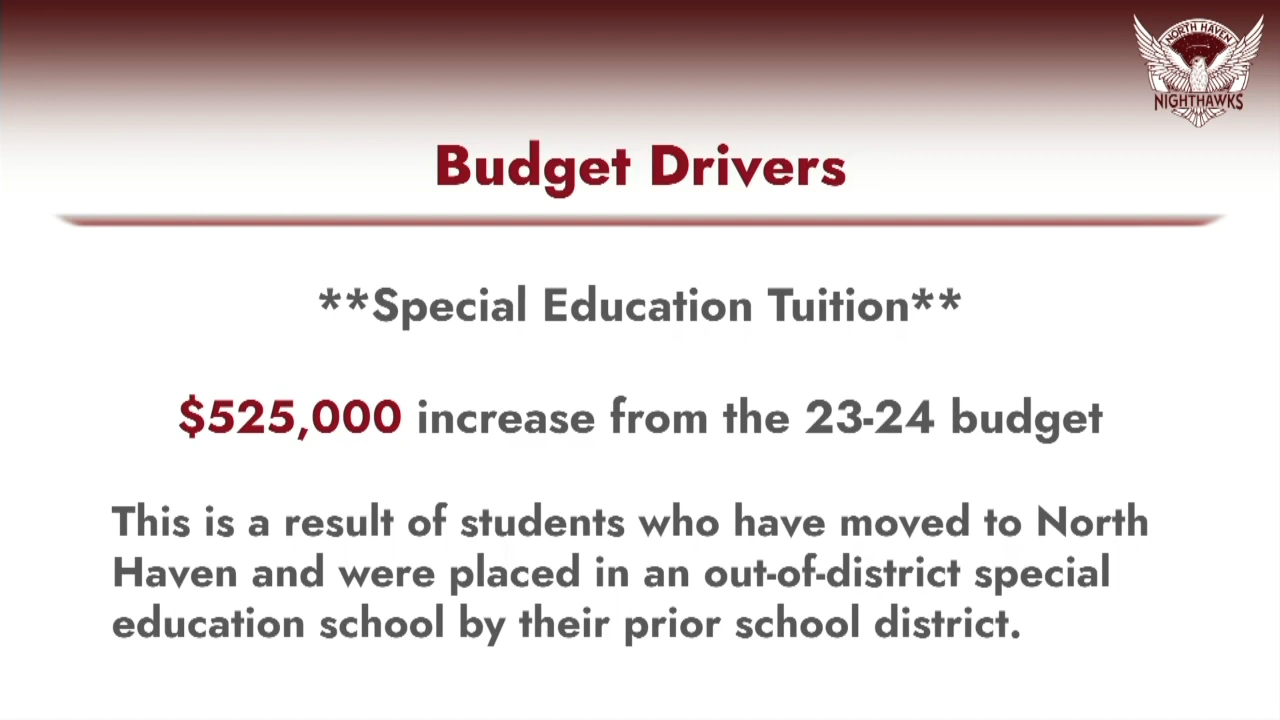 NORTH HAVEN
NIGHTHAWKS
Budget Drivers
**Special Education Tuition**
$525,000 increase from the 23-24 budget
This is a result of students who have moved to North
Haven and were placed in an out-of-district special
education school by their prior school district.